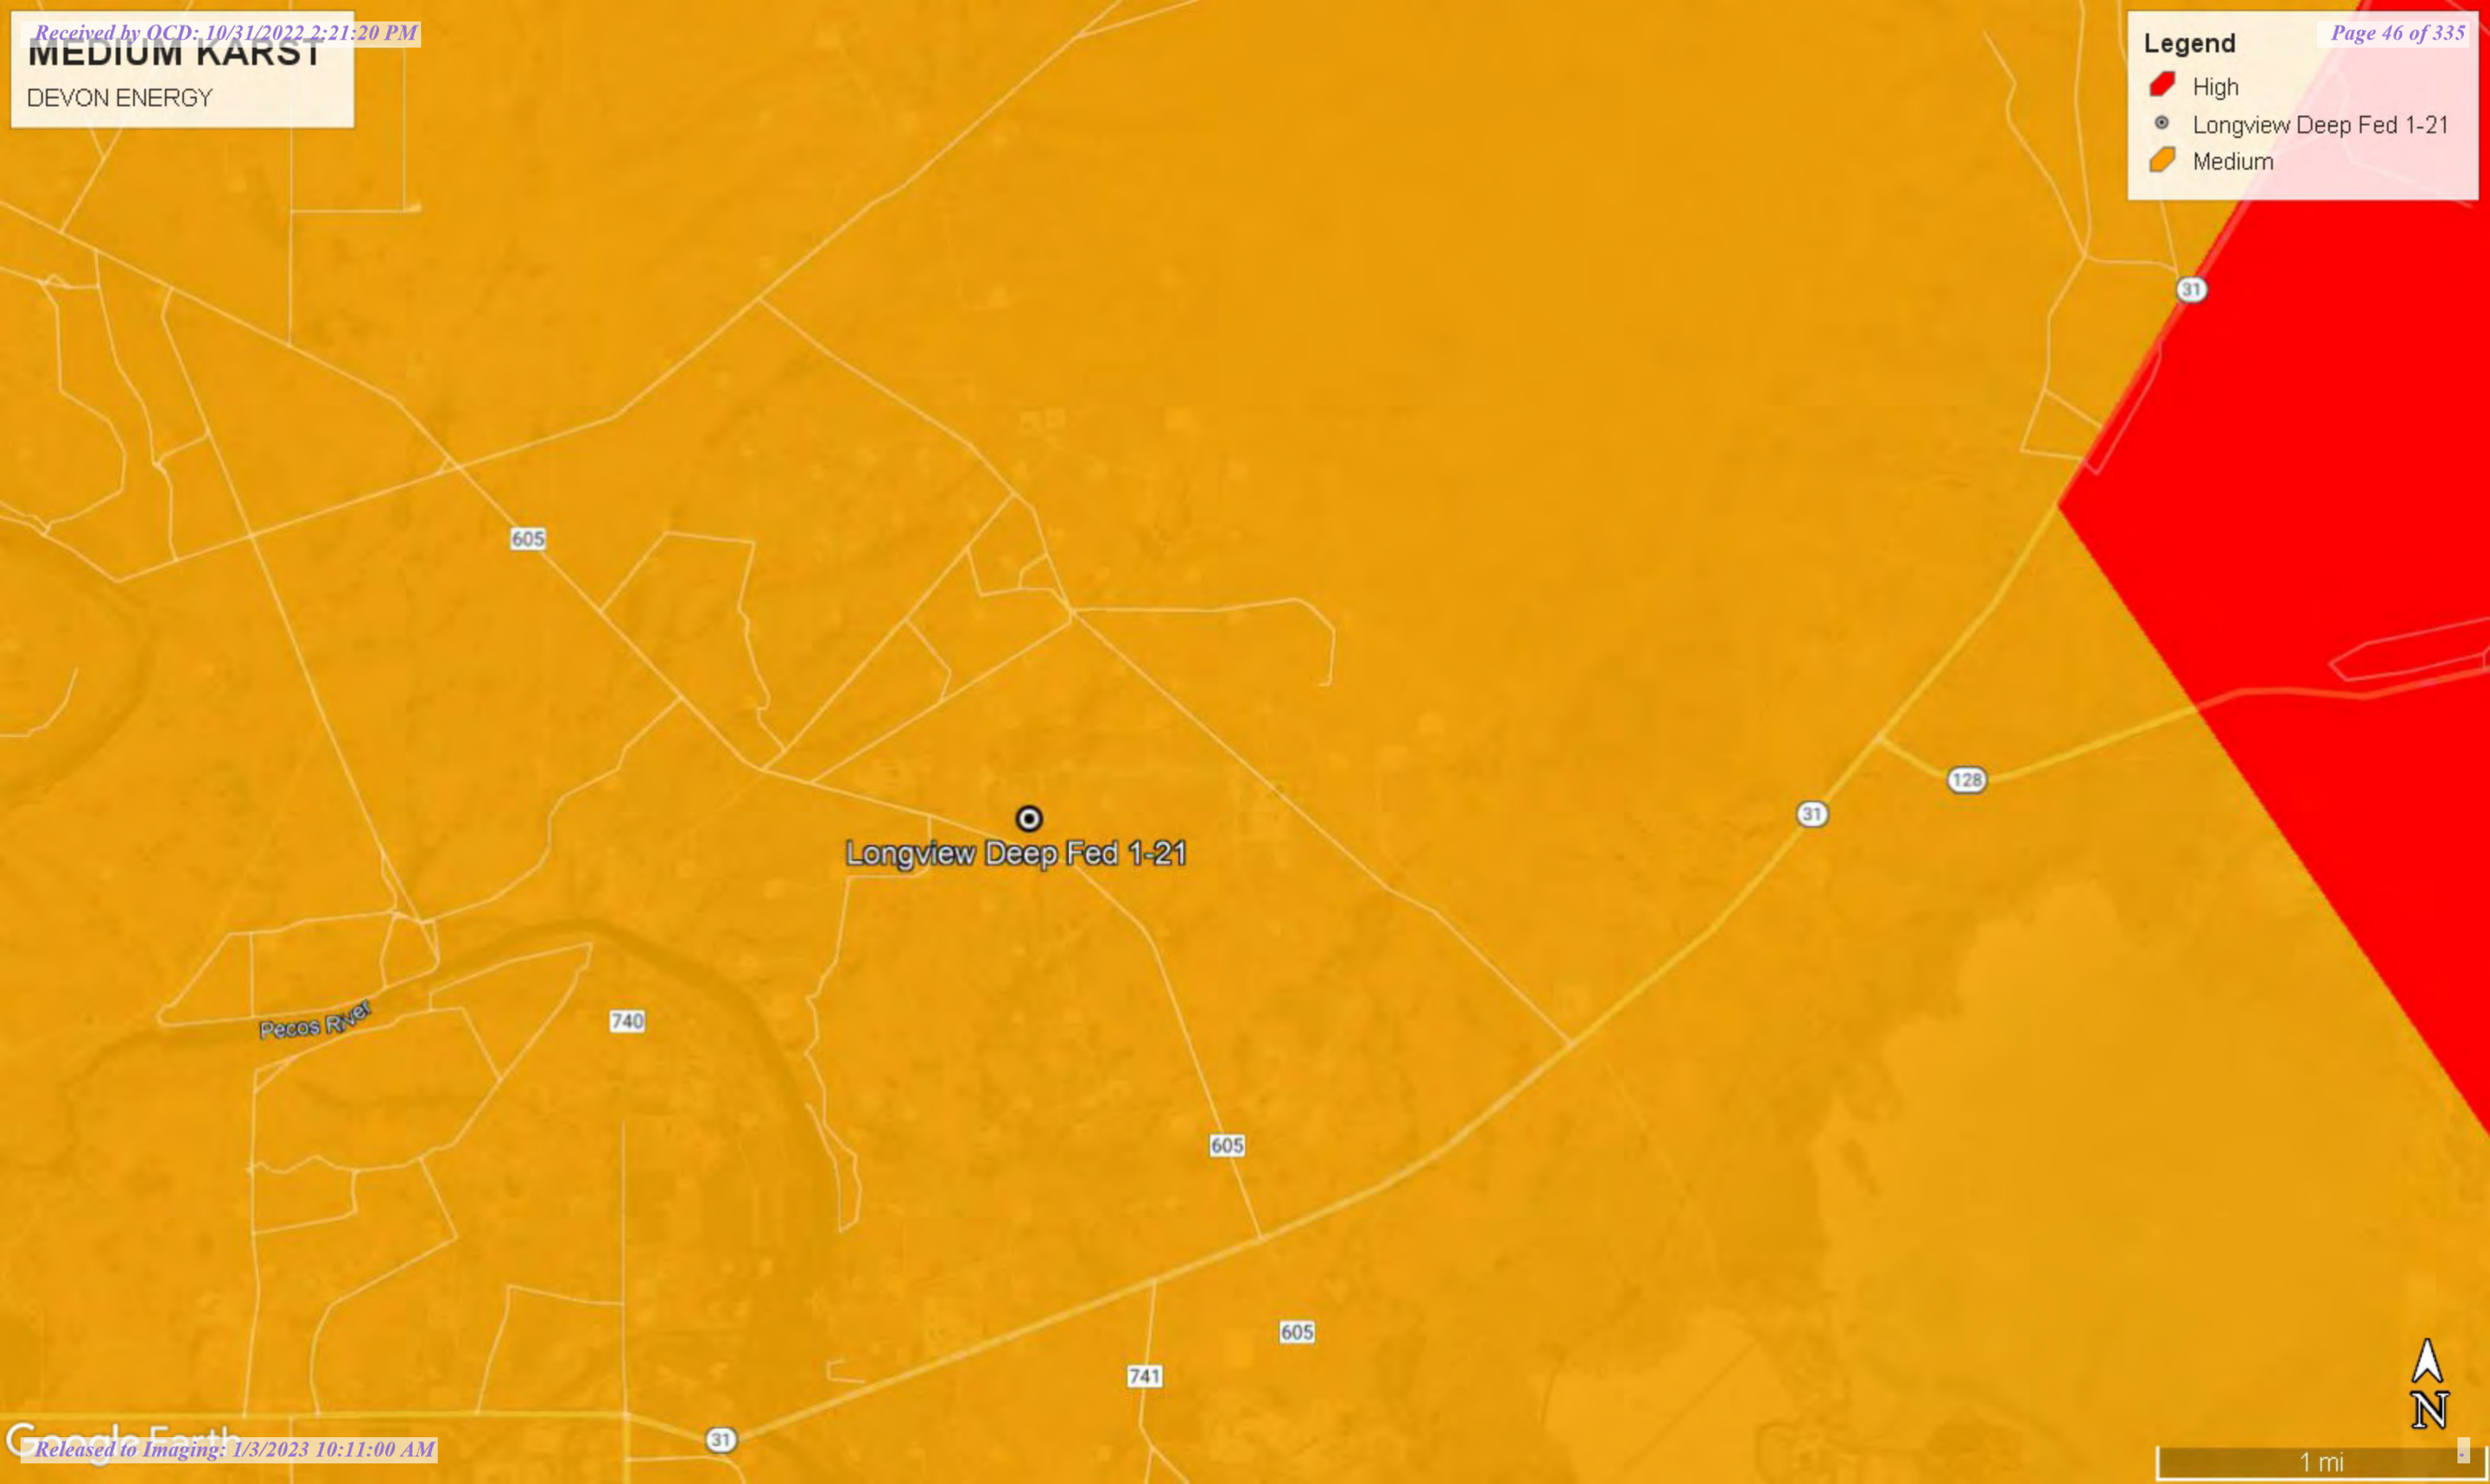 Received by OCD: 10/31/2022 2:21:20 PM
MEDIUM KARST
DEVON ENERGY
Page 46 of 335
Legend
High
Longview Deep Fed 1-21
Medium
31
605
128
31
Longview Deep Fed 1-21
Pecos River
740
605
605
741
31
N
Google Earth
Released to Imaging: 1/3/2023 10:11:00 AM
1 mi